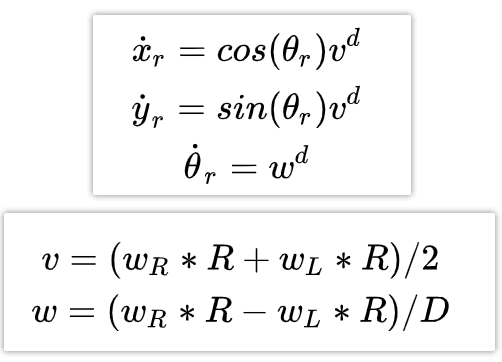 ẋ_r = cos(θ_r)v^d
ẏ_r = sin(θ_r)v^d
θ̇_r = w^d
v = (w_R * R + w_L * R)/2
w = (w_R * R − w_L * R)/D